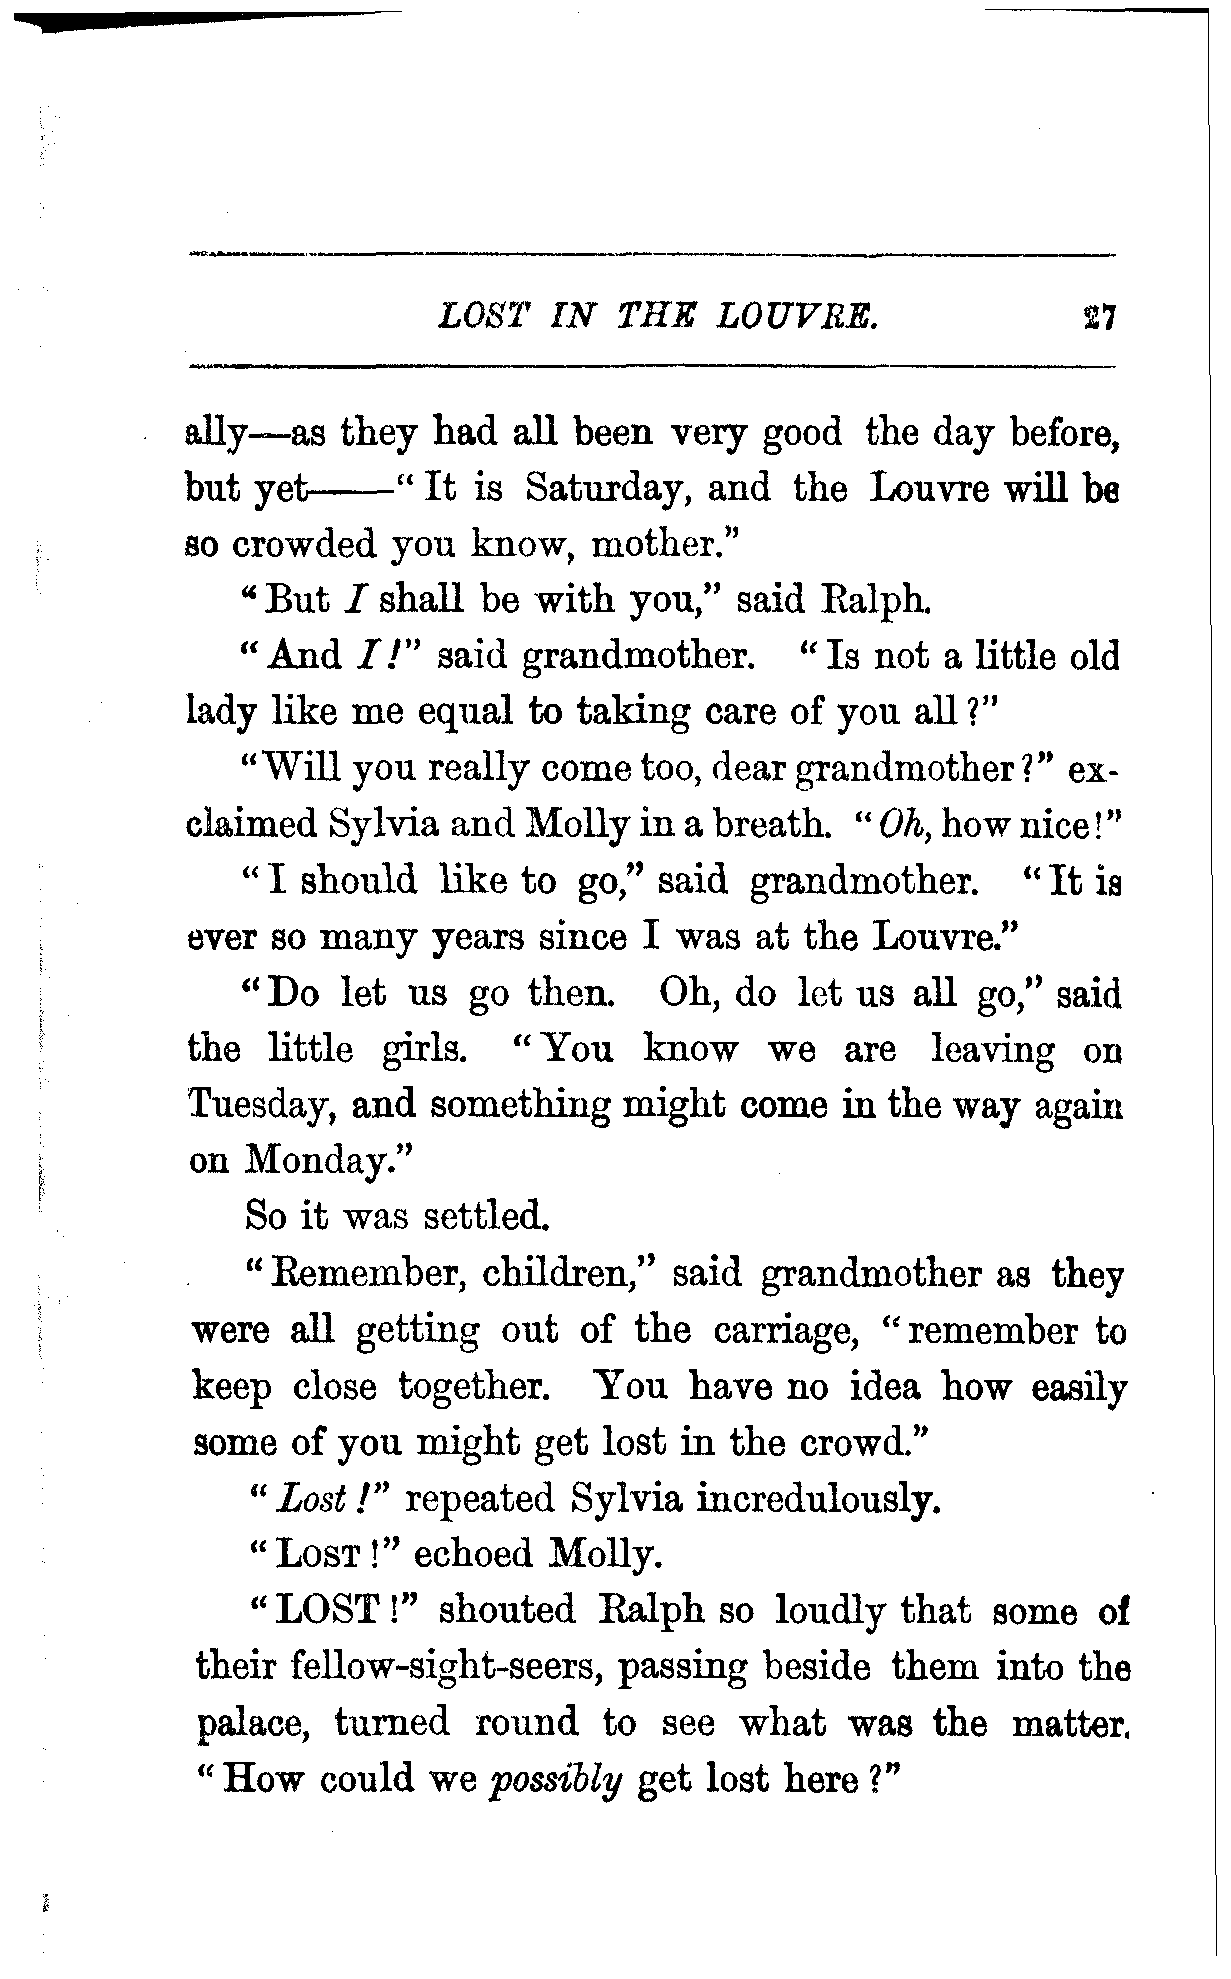 LOST IN THE LOUVRE. 27
ally—as they had all been very good the day before,
but yet——"It is Saturday, and the Louvre will be
so crowded you know, mother."
"But I shall be with you," said Ralph.
"And I!" said grandmother. "Is not a little old
lady like me equal to taking care of you all?"
"Will you really come too, dear grandmother?" ex-
claimed Sylvia and Molly in a breath. "Oh, how nice!"
"I should like to go," said grandmother. "It is
ever so many years since I was at the Louvre."
"Do let us go then. Oh, do let us all go," said
the little girls. "You know we are leaving on
Tuesday, and something might come in the way again
on Monday."
So it was settled.
"Remember, children," said grandmother as they
were all getting out of the carriage, "remember to
keep close together. You have no idea how easily
some of you might get lost in the crowd."
"Lost!" repeated Sylvia incredulously.
"LOST!" echoed Molly.
"LOST!" shouted Ralph so loudly that some of
their fellow-sight-seers, passing beside them into the
palace, turned round to see what was the matter.
"How could we possibly get lost here?"